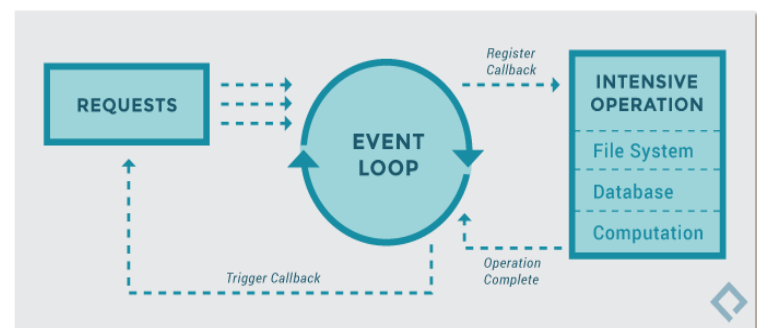 REQUESTS
EVENT
LOOP
Register
Callback
INTENSIVE
OPERATION
File System
Database
Computation
Operation
Complete
Trigger Callback